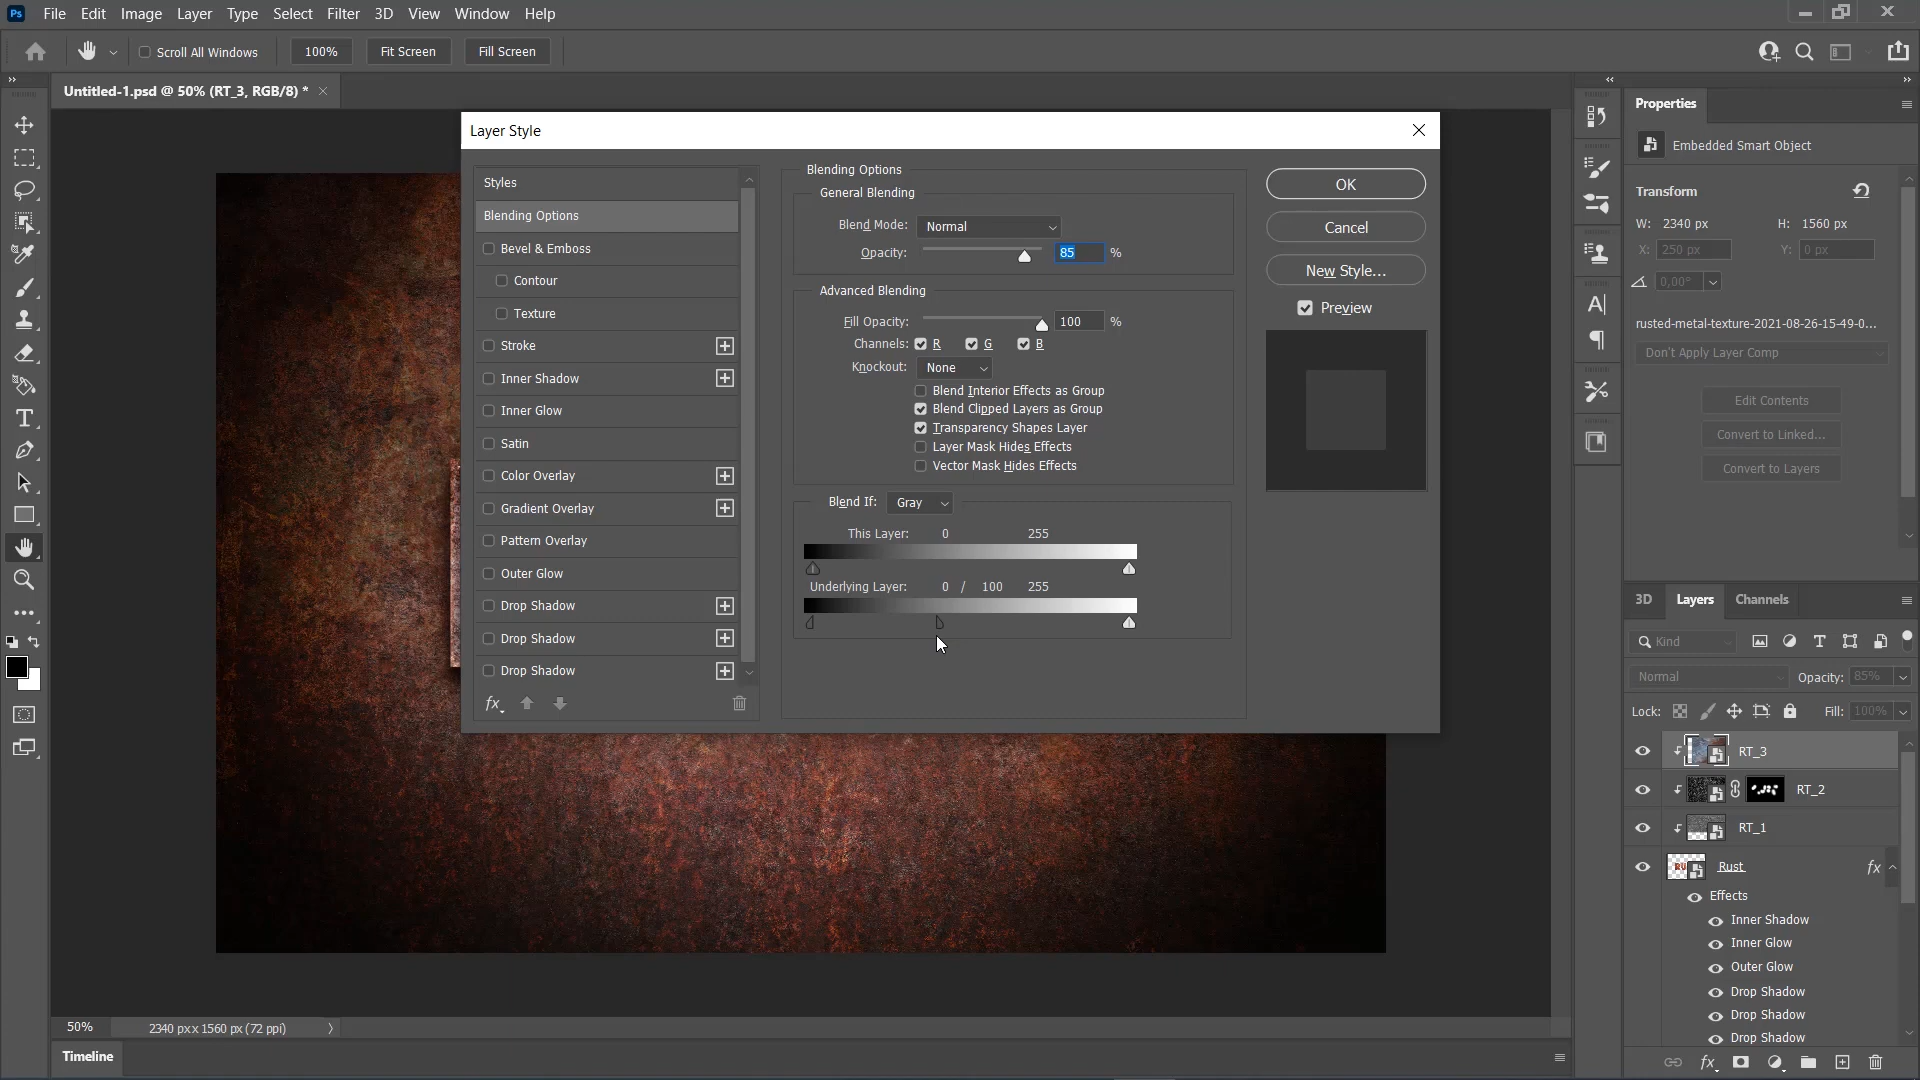 Ps File Edit Image Layer Type Select Filter 3D View Window Help
Scroll All Windows 100% Fit Screen Fill Screen
Untitled-1.psd @ 50% (RT_3, RGB/8) *
Layer Style
Styles
Blending Options
Bevel & Emboss
Contour
Texture
Stroke
Inner Shadow
Inner Glow
Satin
Color Overlay
Gradient Overlay
Pattern Overlay
Outer Glow
Drop Shadow
Drop Shadow
Drop Shadow
fx
Blending Options
General Blending
Blend Mode: Normal
Opacity: 85 %
Advanced Blending
Fill Opacity: 100 %
Channels: R G B
Knockout: None
Blend Interior Effects as Group
Blend Clipped Layers as Group
Transparency Shapes Layer
Layer Mask Hides Effects
Vector Mask Hides Effects
Blend If: Gray
This Layer: 0 255
Underlying Layer: 0 / 100 255
OK
Cancel
New Style...
Preview
Properties
Embedded Smart Object
Transform
W: 2340 px H: 1560 px
X: 250 px Y: 0 px
0,00°
rusted-metal-texture-2021-08-26-15-49-0...
Don't Apply Layer Comp
Edit Contents
Convert to Linked...
Convert to Layers
3D Layers Channels
Kind
Normal Opacity: 85%
Lock: Fill: 100%
RT_3
RT_2
RT_1
Rust fx
Effects
Inner Shadow
Inner Glow
Outer Glow
Drop Shadow
Drop Shadow
Drop Shadow
fx
50% 2340 px x 1560 px (72 ppi)
Timeline